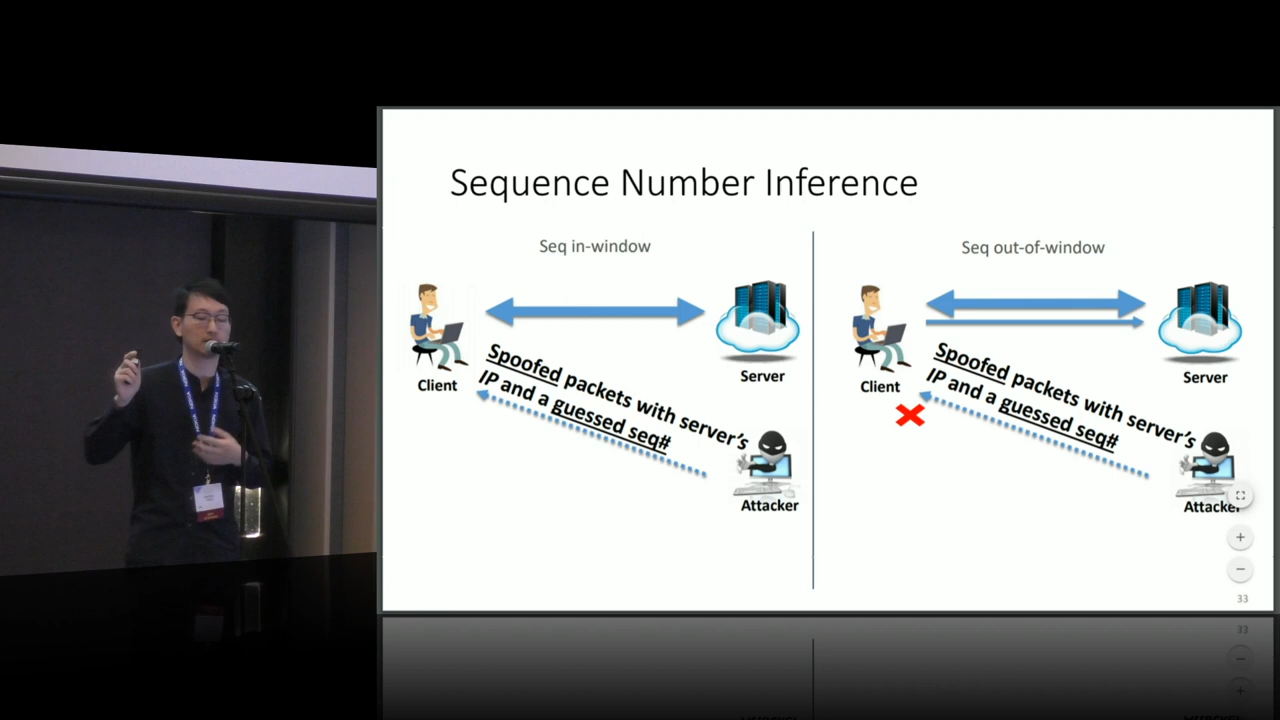 Sequence Number Inference
Seq in-window
Client
Server
Spoofed packets with server's
IP and a guessed seq#
Attacker
Seq out-of-window
Client
Server
Spoofed packets with server's
IP and a guessed seq#
Attacker
33
33